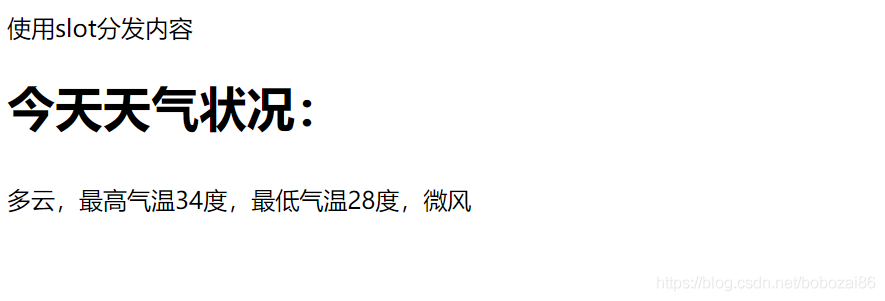 使用slot分发内容
今天天气状况：
多云，最高气温34度，最低气温28度，微风
https://blog.csdn.net/bobozai86